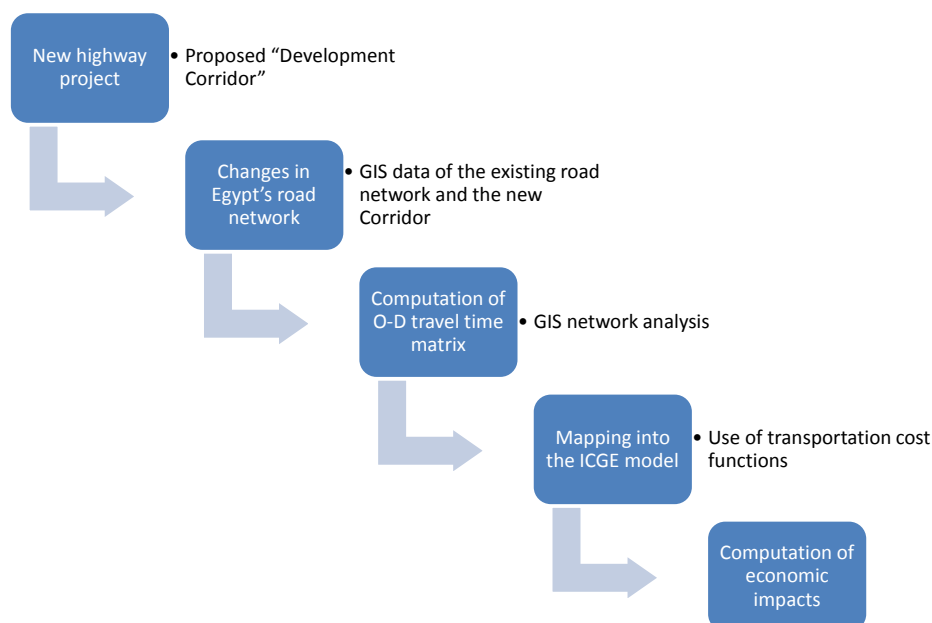 New highway
project
• Proposed “Development
Corridor”
Changes in
Egypt’s road
network
• GIS data of the existing road
network and the new
Corridor
Computation of
O-D travel time
matrix
• GIS network analysis
Mapping into
the ICGE model
• Use of transportation cost
functions
Computation of
economic
impacts